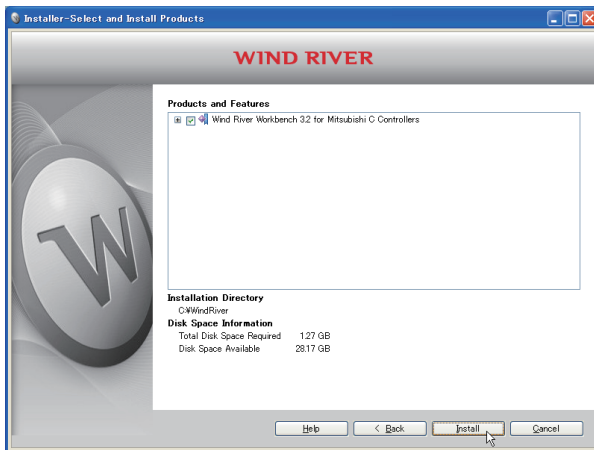 Installer-Select and Install Products
WIND RIVER
Products and Features
Wind River Workbench 3.2 for Mitsubishi C Controllers
W
Installation Directory
C:¥WindRiver
Disk Space Information
Total Disk Space Required 1.27 GB
Disk Space Available 28.17 GB
Help < Back Install Cancel